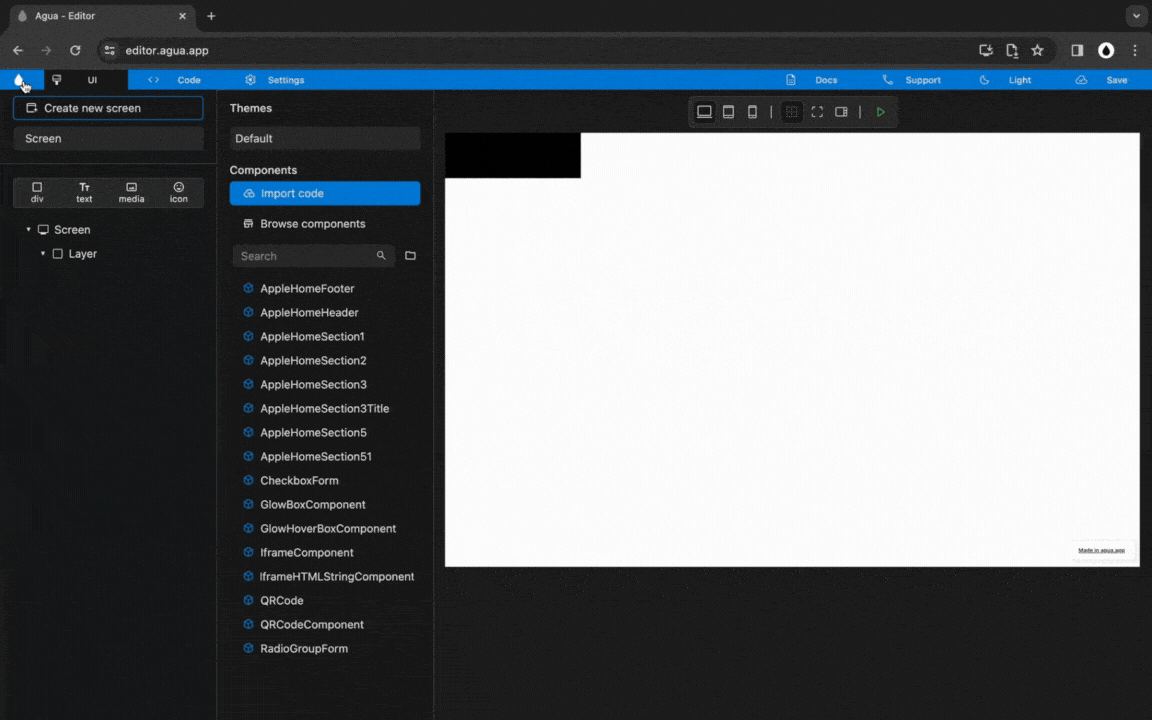 Agua - Editor
editor.agua.app
UI
Code
Settings
Docs
Support
Light
Save
Create new screen
Screen
div
text
media
icon
Screen
Layer
Themes
Default
Components
Import code
Browse components
Search
AppleHomeFooter
AppleHomeHeader
AppleHomeSection1
AppleHomeSection2
AppleHomeSection3
AppleHomeSection3Title
AppleHomeSection5
AppleHomeSection51
CheckboxForm
GlowBoxComponent
GlowHoverBoxComponent
IframeComponent
IframeHTMLStringComponent
QRCode
QRCodeComponent
RadioGroupForm
Made in agua.app